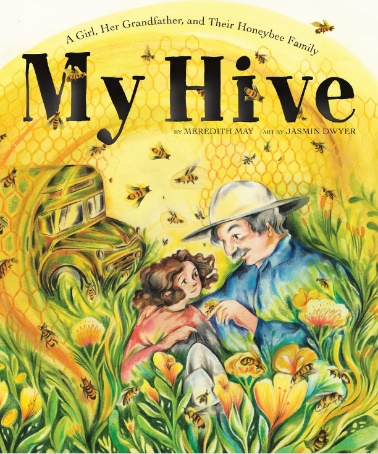 A Girl, Her Grandfather, and Their Honeybee Family
My Hive
BY MEREDITH MAY ART BY JASMIN DWYER